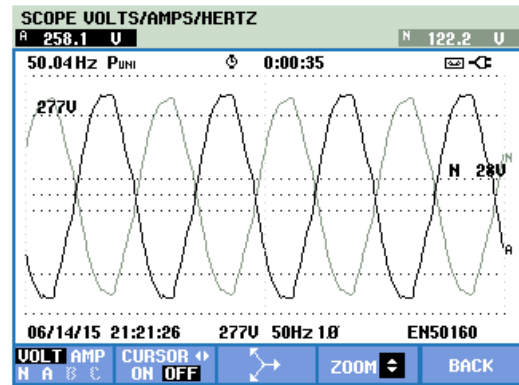 SCOPE VOLTS/AMPS/HERTZ
A 258.1 V N 122.2 V
50.04Hz PUNI 0:00:35
277V
N
N 28V
A
06/14/15 21:21:26 277V 50Hz 1.Ø EN50160
VOLT AMP CURSOR ZOOM BACK
N A B C ON OFF